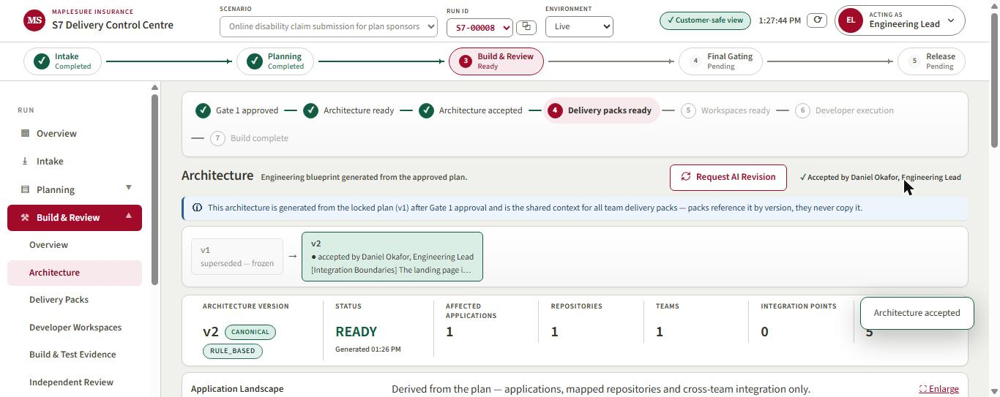 MS
MAPLESURE INSURANCE
S7 Delivery Control Centre
SCENARIO
Online disability claim submission for plan sponsors
RUN ID
S7-00008
ENVIRONMENT
Live
✓ Customer-safe view
1:27:44 PM
EL
ACTING AS
Engineering Lead
Intake
Completed
Planning
Completed
3
Build & Review
Ready
4
Final Gating
Pending
5
Release
Pending
RUN
Overview
Intake
Planning
Build & Review
Overview
Architecture
Delivery Packs
Developer Workspaces
Build & Test Evidence
Independent Review
Gate 1 approved
Architecture ready
Architecture accepted
4 Delivery packs ready
5 Workspaces ready
6 Developer execution
7 Build complete
Architecture
Engineering blueprint generated from the approved plan.
Request AI Revision
✓ Accepted by Daniel Okafor, Engineering Lead
This architecture is generated from the locked plan (v1) after Gate 1 approval and is the shared context for all team delivery packs — packs reference it by version, they never copy it.
v1
superseded — frozen
→
v2
● accepted by Daniel Okafor, Engineering Lead
[Integration Boundaries] The landing page i…
ARCHITECTURE VERSION
v2 CANONICAL
RULE_BASED
STATUS
READY
Generated 01:26 PM
AFFECTED
APPLICATIONS
1
REPOSITORIES
1
TEAMS
1
INTEGRATION POINTS
0
5
Architecture accepted
Application Landscape
Derived from the plan — applications, mapped repositories and cross-team integration only.
Enlarge